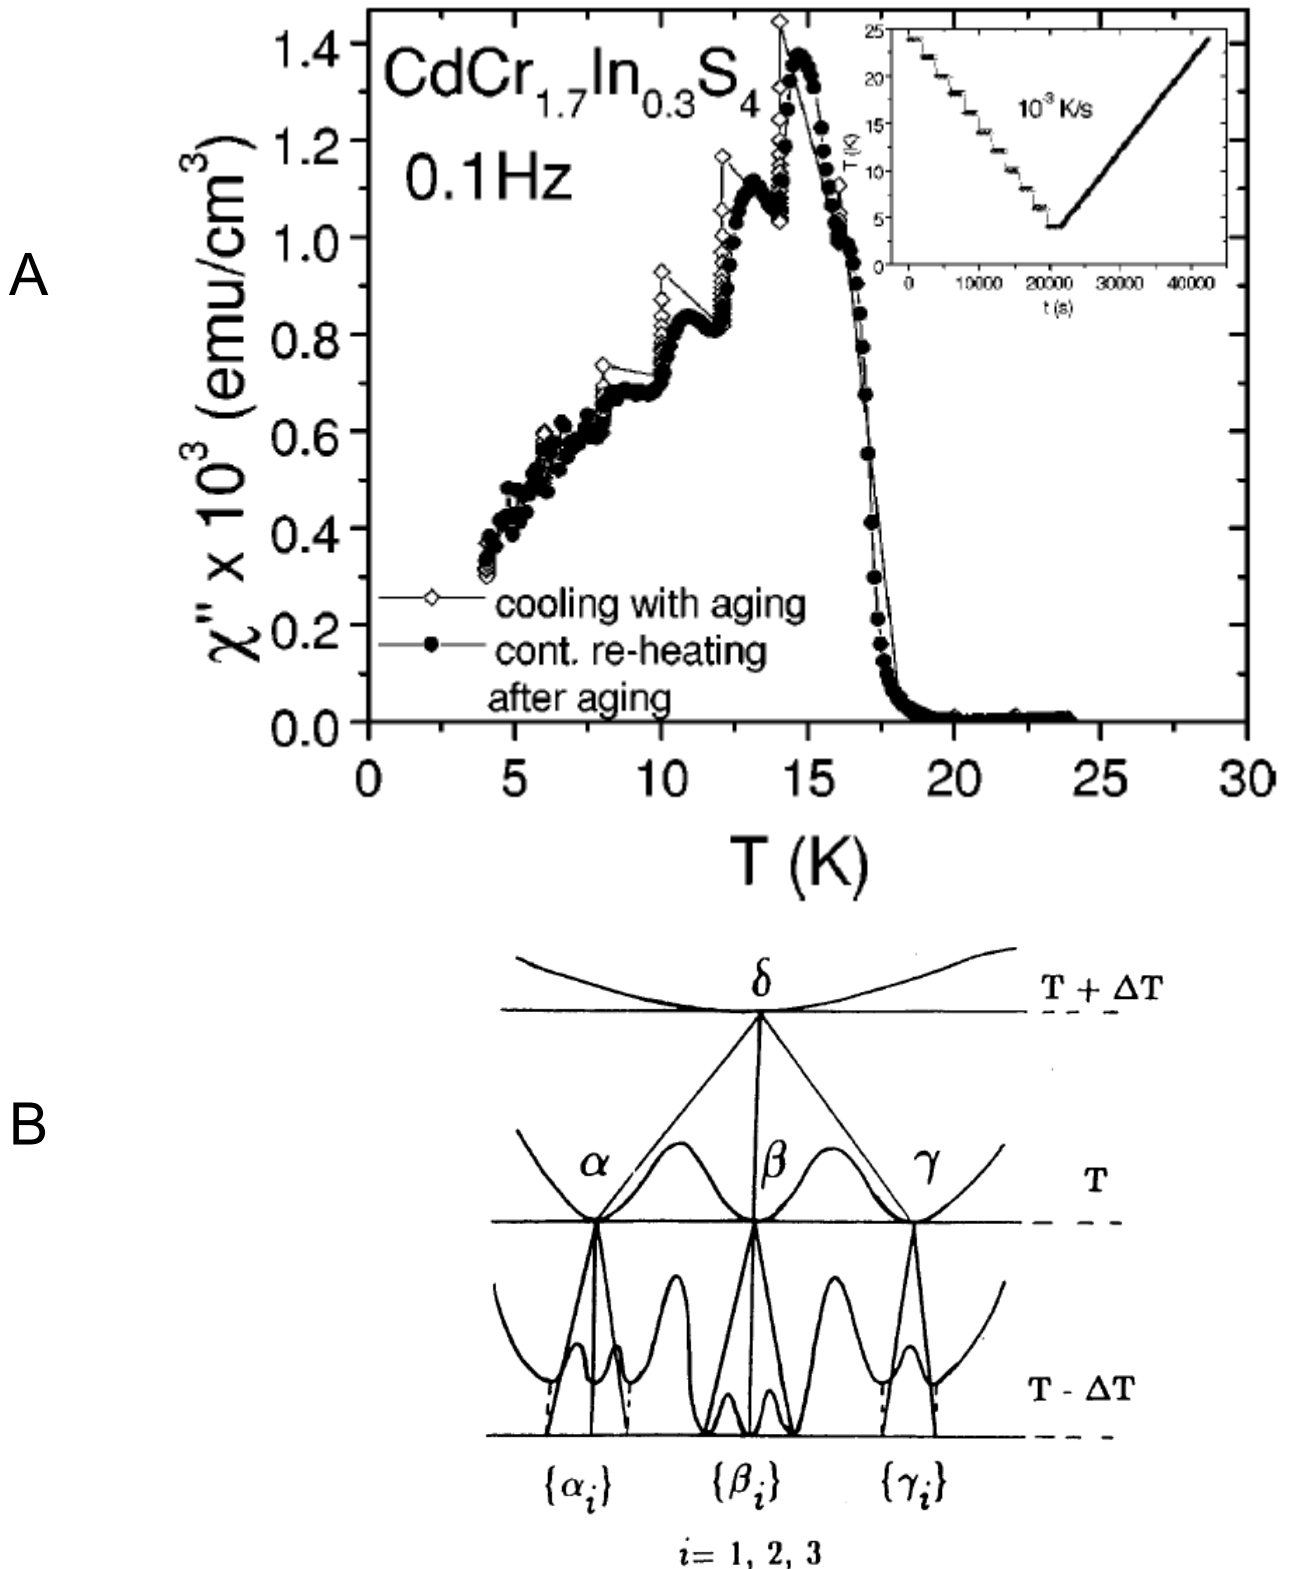 A
χ'' x 10³ (emu/cm³)
1.4
1.2
1.0
0.8
0.6
0.4
0.2
0.0
CdCr₁.₇In₀.₃S₄
0.1Hz
cooling with aging
cont. re-heating
after aging
0 5 10 15 20 25 30
T (K)
25
20
15
10
5
0
T (K)
10⁻³ K/s
0 10000 20000 30000 40000
t (s)
B
δ
T + ΔT
α β γ
T
T - ΔT
{αᵢ} {βᵢ} {γᵢ}
i= 1, 2, 3